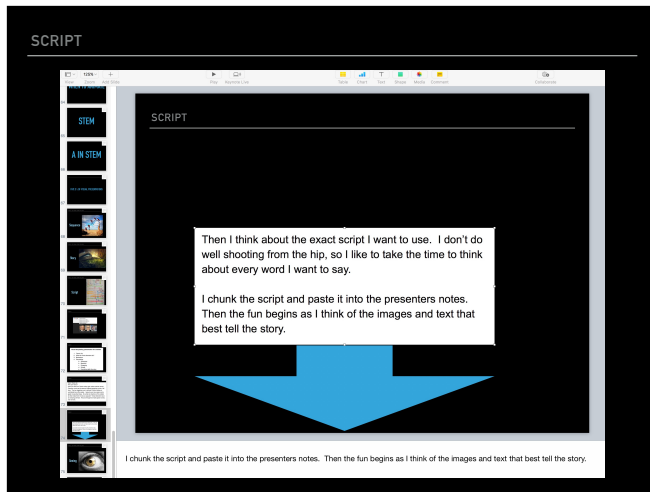 SCRIPT
View
125%
Zoom
Add Slide
Play
Keynote Live
Table
Chart
Text
Shape
Media
Comment
Collaborate
STEM
A IN STEM
SCRIPT
Then I think about the exact script I want to use.  I don't do
well shooting from the hip, so I like to take the time to think
about every word I want to say.
I chunk the script and paste it into the presenters notes.
Then the fun begins as I think of the images and text that
best tell the story.
I chunk the script and paste it into the presenters notes.  Then the fun begins as I think of the images and text that best tell the story.